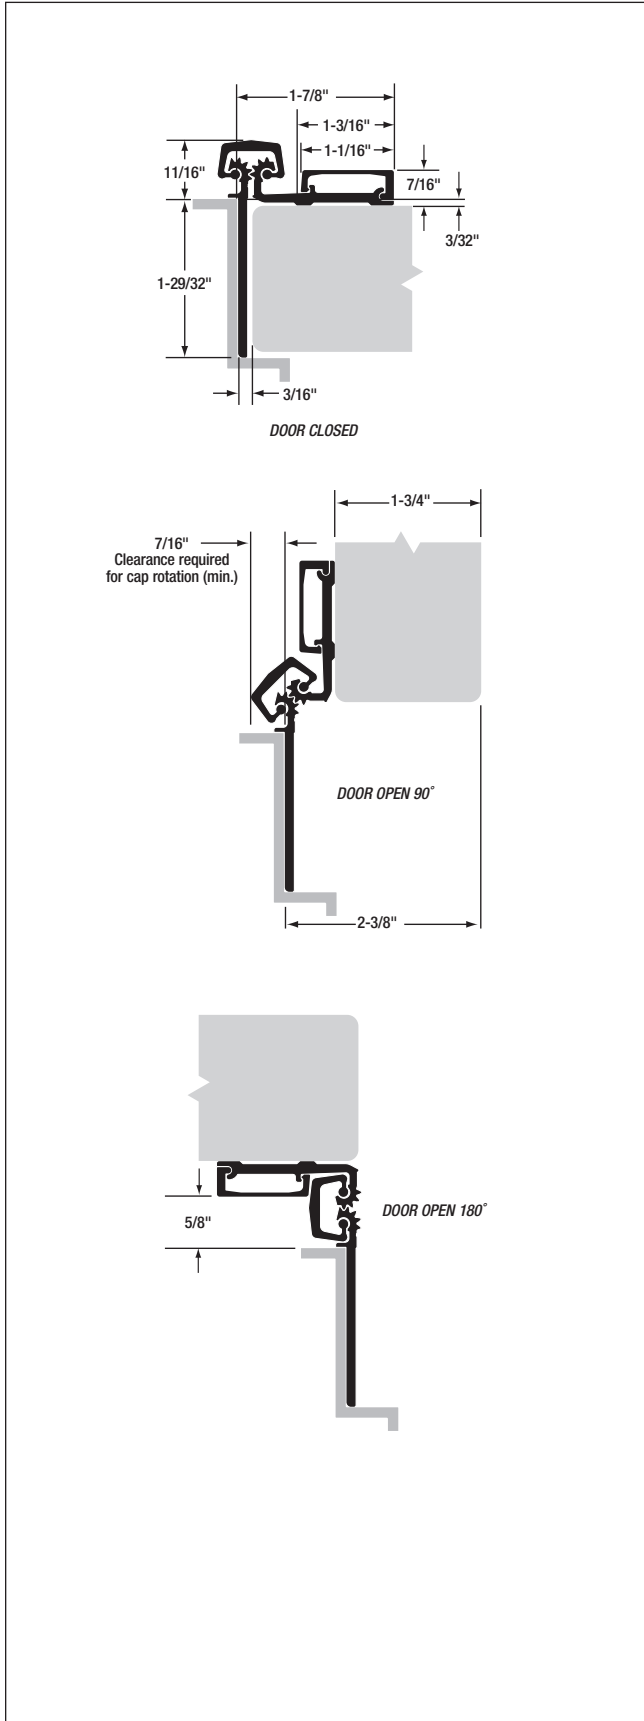 1-7/8"
1-3/16"
1-1/16"
11/16"
7/16"
3/32"
1-29/32"
3/16"
DOOR CLOSED
1-3/4"
7/16"
Clearance required
for cap rotation (min.)
DOOR OPEN 90°
2-3/8"
5/8"
DOOR OPEN 180°